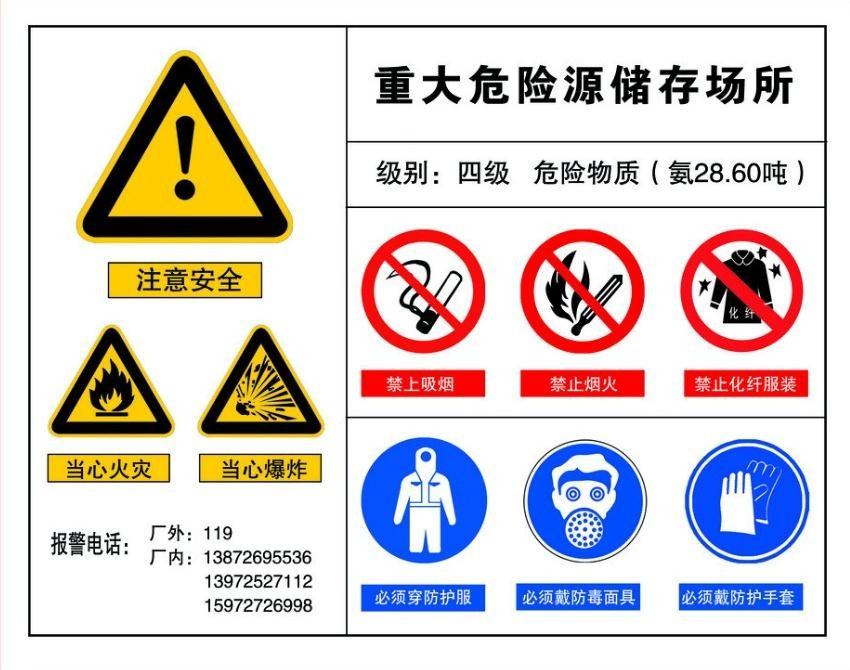 重大危险源储存场所
级别：四级 危险物质（氨28.60吨）
注意安全
当心火灾
当心爆炸
报警电话：
厂外：119
厂内：13872695536
13972527112
15972726998
禁上吸烟
禁止烟火
禁止化纤服装
化纤
必须穿防护服
必须戴防毒面具
必须戴防护手套